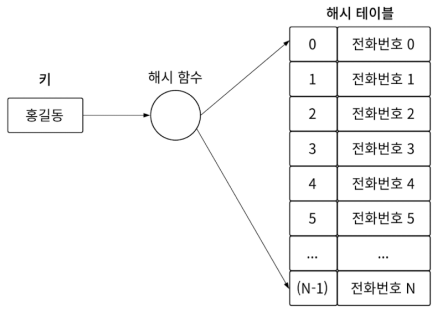 해시 테이블
키
해시 함수
홍길동
0 전화번호 0
1 전화번호 1
2 전화번호 2
3 전화번호 3
4 전화번호 4
5 전화번호 5
... ...
(N-1) 전화번호 N